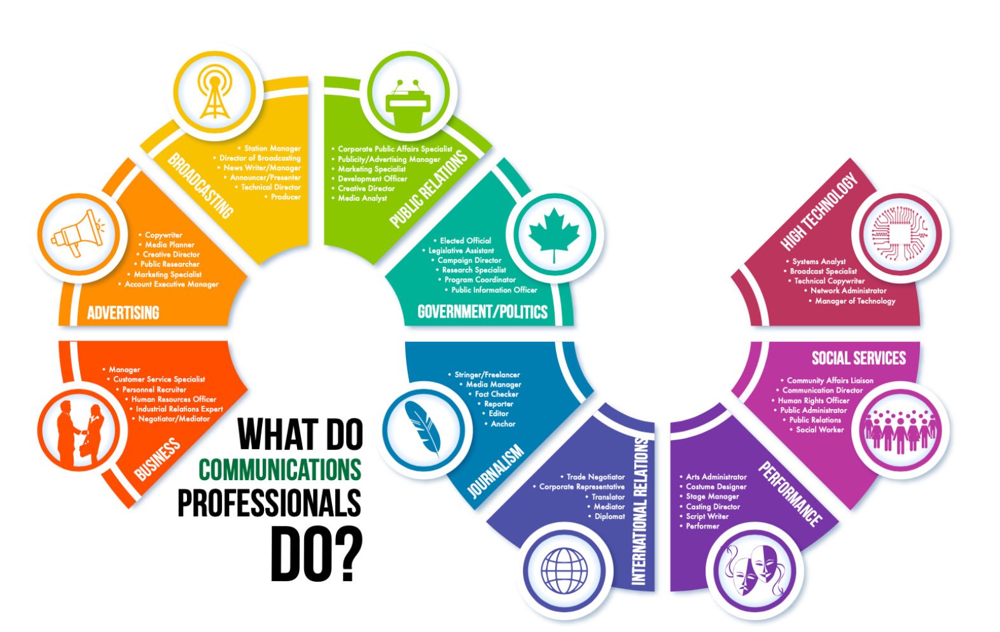 WHAT DO
COMMUNICATIONS
PROFESSIONALS
DO?
BUSINESS
• Manager
• Customer Service Specialist
• Personnel Recruiter
• Human Resources Officer
• Industrial Relations Expert
• Negotiator/Mediator
ADVERTISING
• Copywriter
• Media Planner
• Creative Director
• Public Researcher
• Marketing Specialist
• Account Executive Manager
BROADCASTING
• Station Manager
• Director of Broadcasting
• News Writer/Manager
• Announcer/Presenter
• Technical Director
• Producer
PUBLIC RELATIONS
• Corporate Public Affairs Specialist
• Publicity/Advertising Manager
• Marketing Specialist
• Development Officer
• Creative Director
• Media Analyst
GOVERNMENT/POLITICS
• Elected Official
• Legislative Assistant
• Campaign Director
• Research Specialist
• Program Coordinator
• Public Information Officer
JOURNALISM
• Stringer/Freelancer
• Media Manager
• Fact Checker
• Reporter
• Editor
• Anchor
INTERNATIONAL RELATIONS
• Trade Negotiator
• Corporate Representative
• Translator
• Mediator
• Diplomat
PERFORMANCE
• Arts Administrator
• Costume Designer
• Stage Manager
• Casting Director
• Script Writer
• Performer
SOCIAL SERVICES
• Community Affairs Liaison
• Communication Director
• Human Rights Officer
• Public Administrator
• Public Relations
• Social Worker
HIGH TECHNOLOGY
• Systems Analyst
• Broadcast Specialist
• Technical Copywriter
• Network Administrator
• Manager of Technology